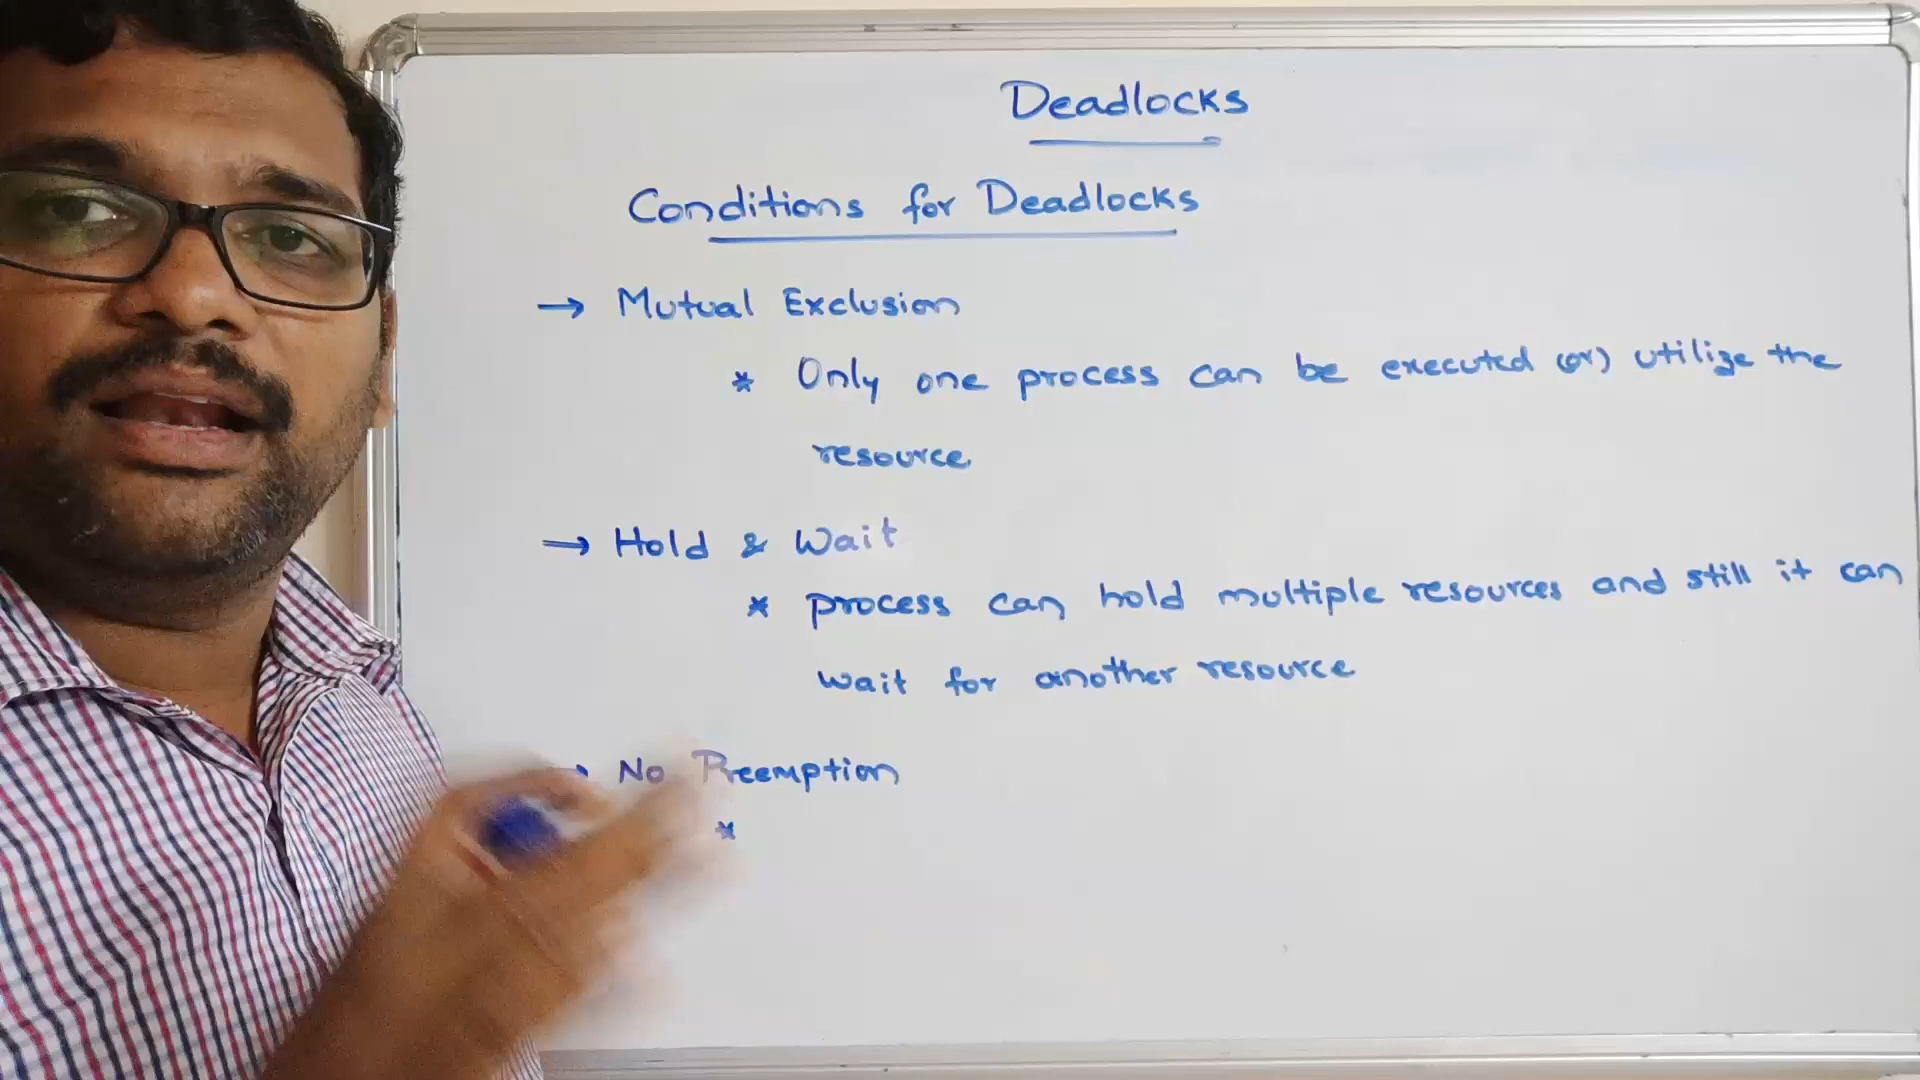 Deadlocks
Conditions for Deadlocks
→ Mutual Exclusion
* Only one process can be executed (or) utilize the
resource
→ Hold & Wait
* process can hold multiple resources and still it can
wait for another resource
→ No Preemption
*